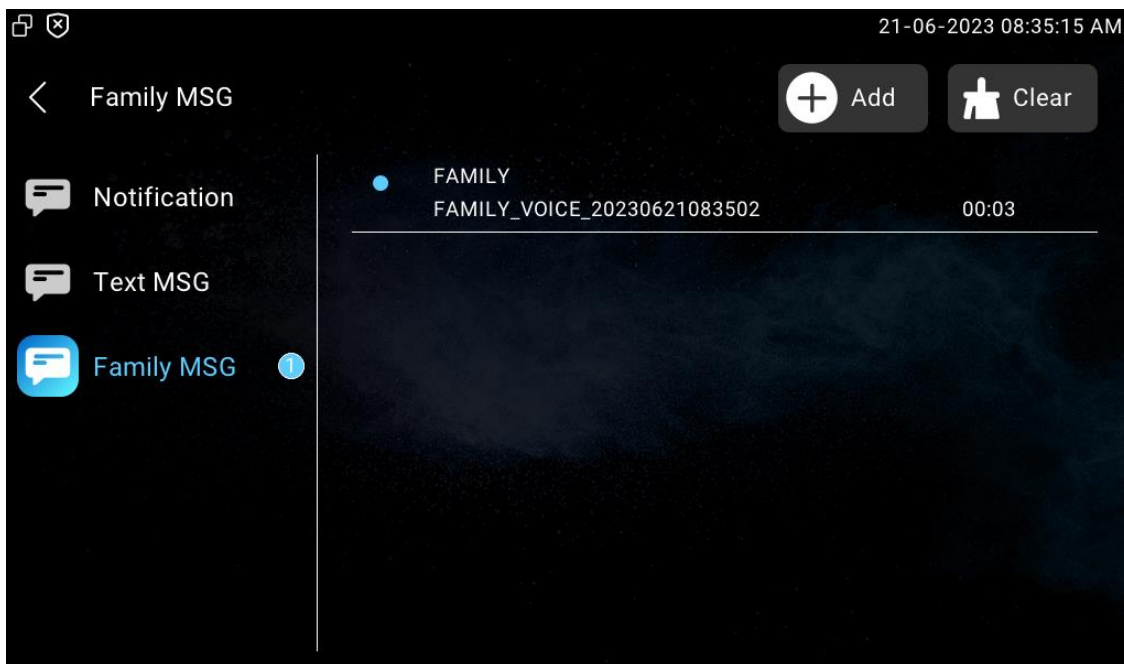 21-06-2023 08:35:15 AM
Family MSG
Add
Clear
Notification
Text MSG
Family MSG 1
FAMILY
FAMILY_VOICE_20230621083502 00:03